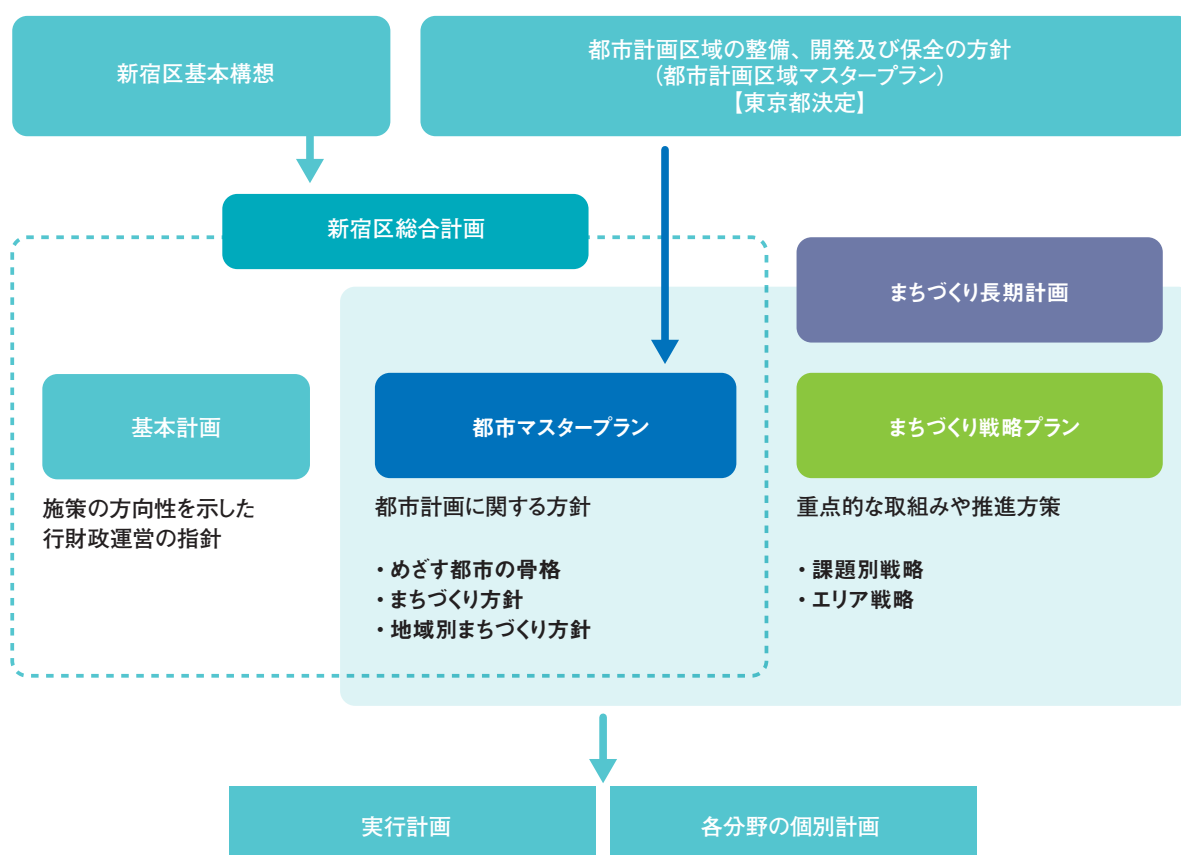 新宿区基本構想
都市計画区域の整備、開発及び保全の方針
(都市計画区域マスタープラン)
【東京都決定】
新宿区総合計画
まちづくり長期計画
基本計画
都市マスタープラン
まちづくり戦略プラン
施策の方向性を示した
行財政運営の指針
都市計画に関する方針
・めざす都市の骨格
・まちづくり方針
・地域別まちづくり方針
重点的な取組みや推進方策
・課題別戦略
・エリア戦略
実行計画
各分野の個別計画